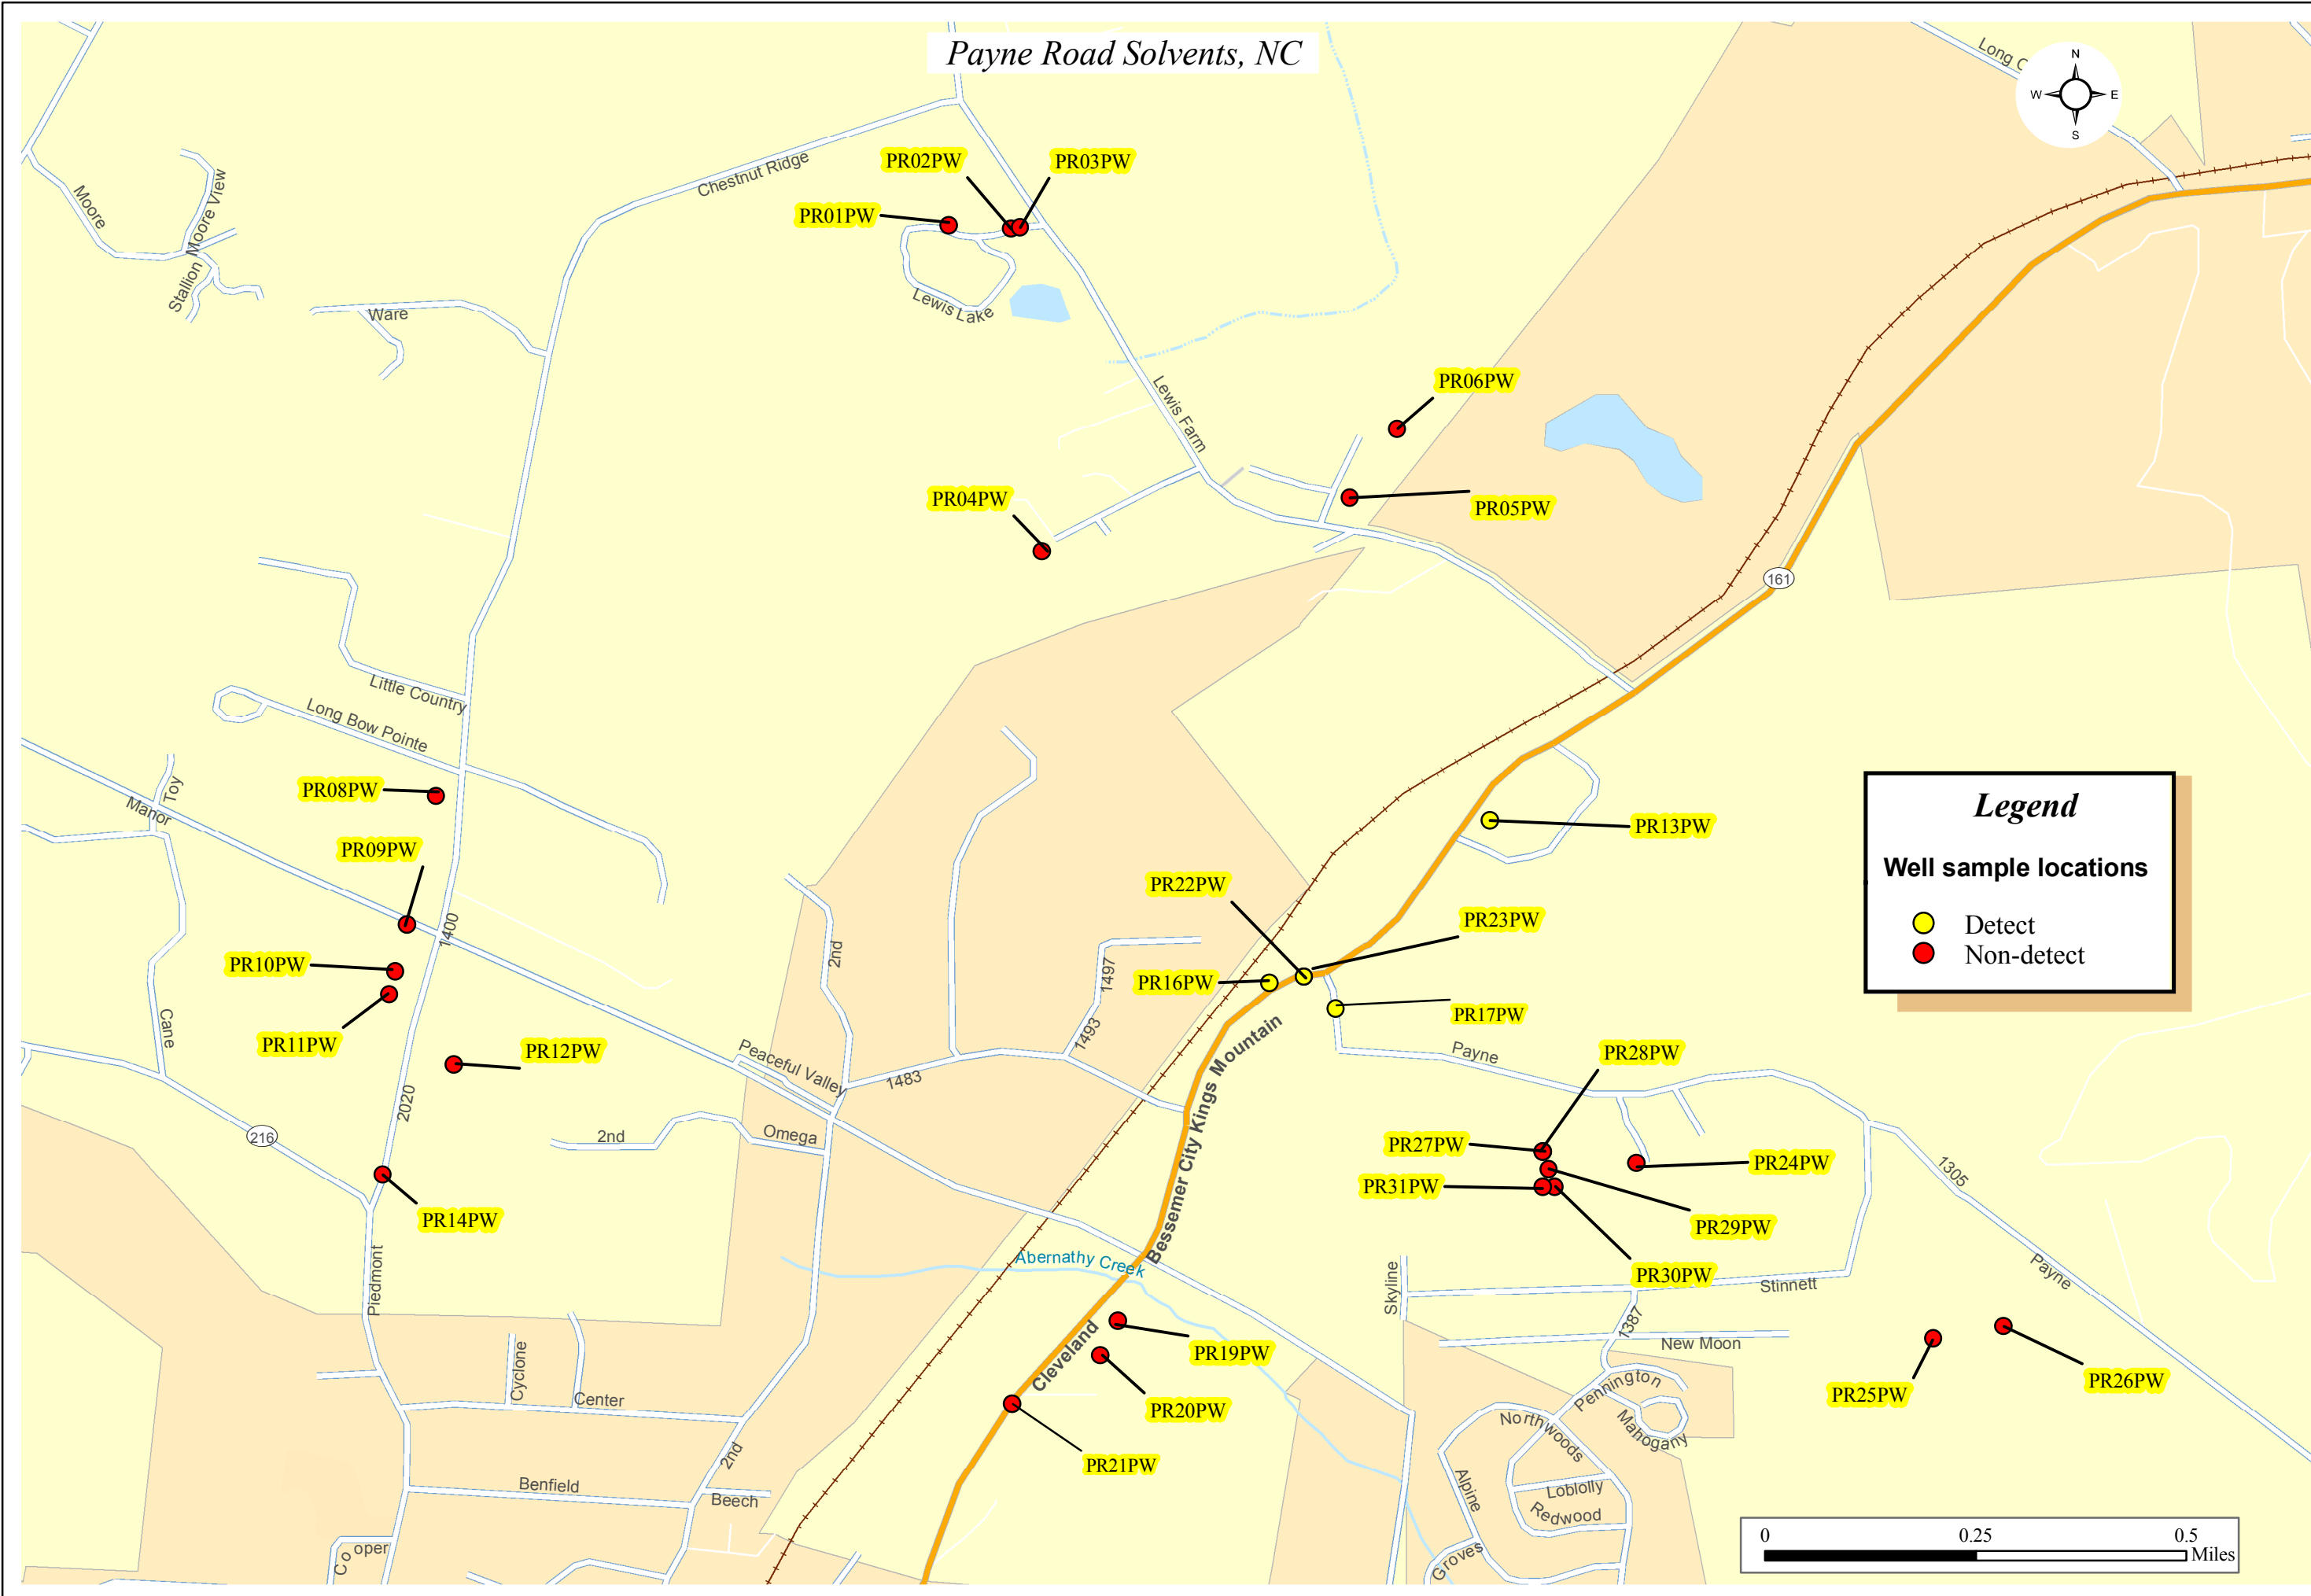 Payne Road Solvents, NC
Long C
N
W
E
S
PR02PW
PR03PW
Chestnut Ridge
PR01PW
Moore
Stallion Moore View
Lewis Lake
Ware
PR06PW
Lewis Farm
PR04PW
PR05PW
161
Little Country
Long Bow Pointe
PR08PW
Toy
Manor
PR13PW
Legend
Well sample locations
Detect
Non-detect
PR09PW
PR22PW
PR23PW
1400
2nd
PR10PW
1497
PR16PW
PR17PW
Cane
PR11PW
1493
PR12PW
Peaceful Valley
1483
Payne
PR28PW
2020
216
2nd
Omega
PR27PW
PR24PW
PR31PW
1305
PR14PW
PR29PW
Bessemer City Kings Mountain
Abernathy Creek
Piedmont
PR30PW
Skyline
Stinnett
Payne
1387
New Moon
PR19PW
Cleveland
Cyclone
Center
PR20PW
PR25PW
PR26PW
Pennington
Northwoods
Mahogany
2nd
PR21PW
Alpine
Benfield
Beech
Loblolly
Redwood
Cooper
Groves
0
0.25
0.5
Miles